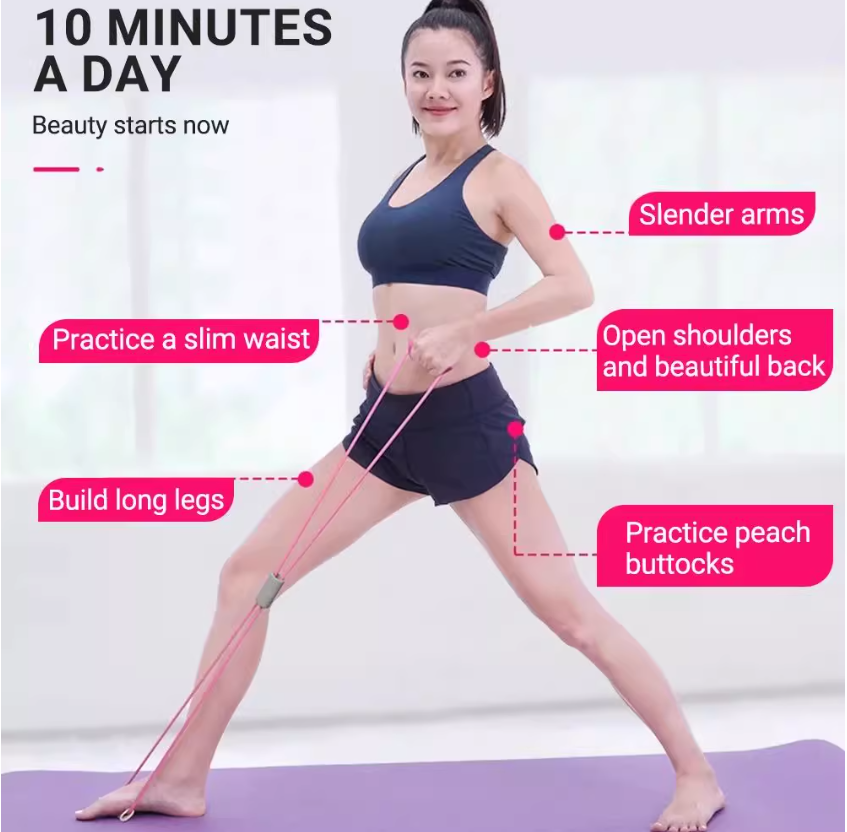 10 MINUTES
A DAY
Beauty starts now
Slender arms
Practice a slim waist
Open shoulders
and beautiful back
Build long legs
Practice peach
buttocks